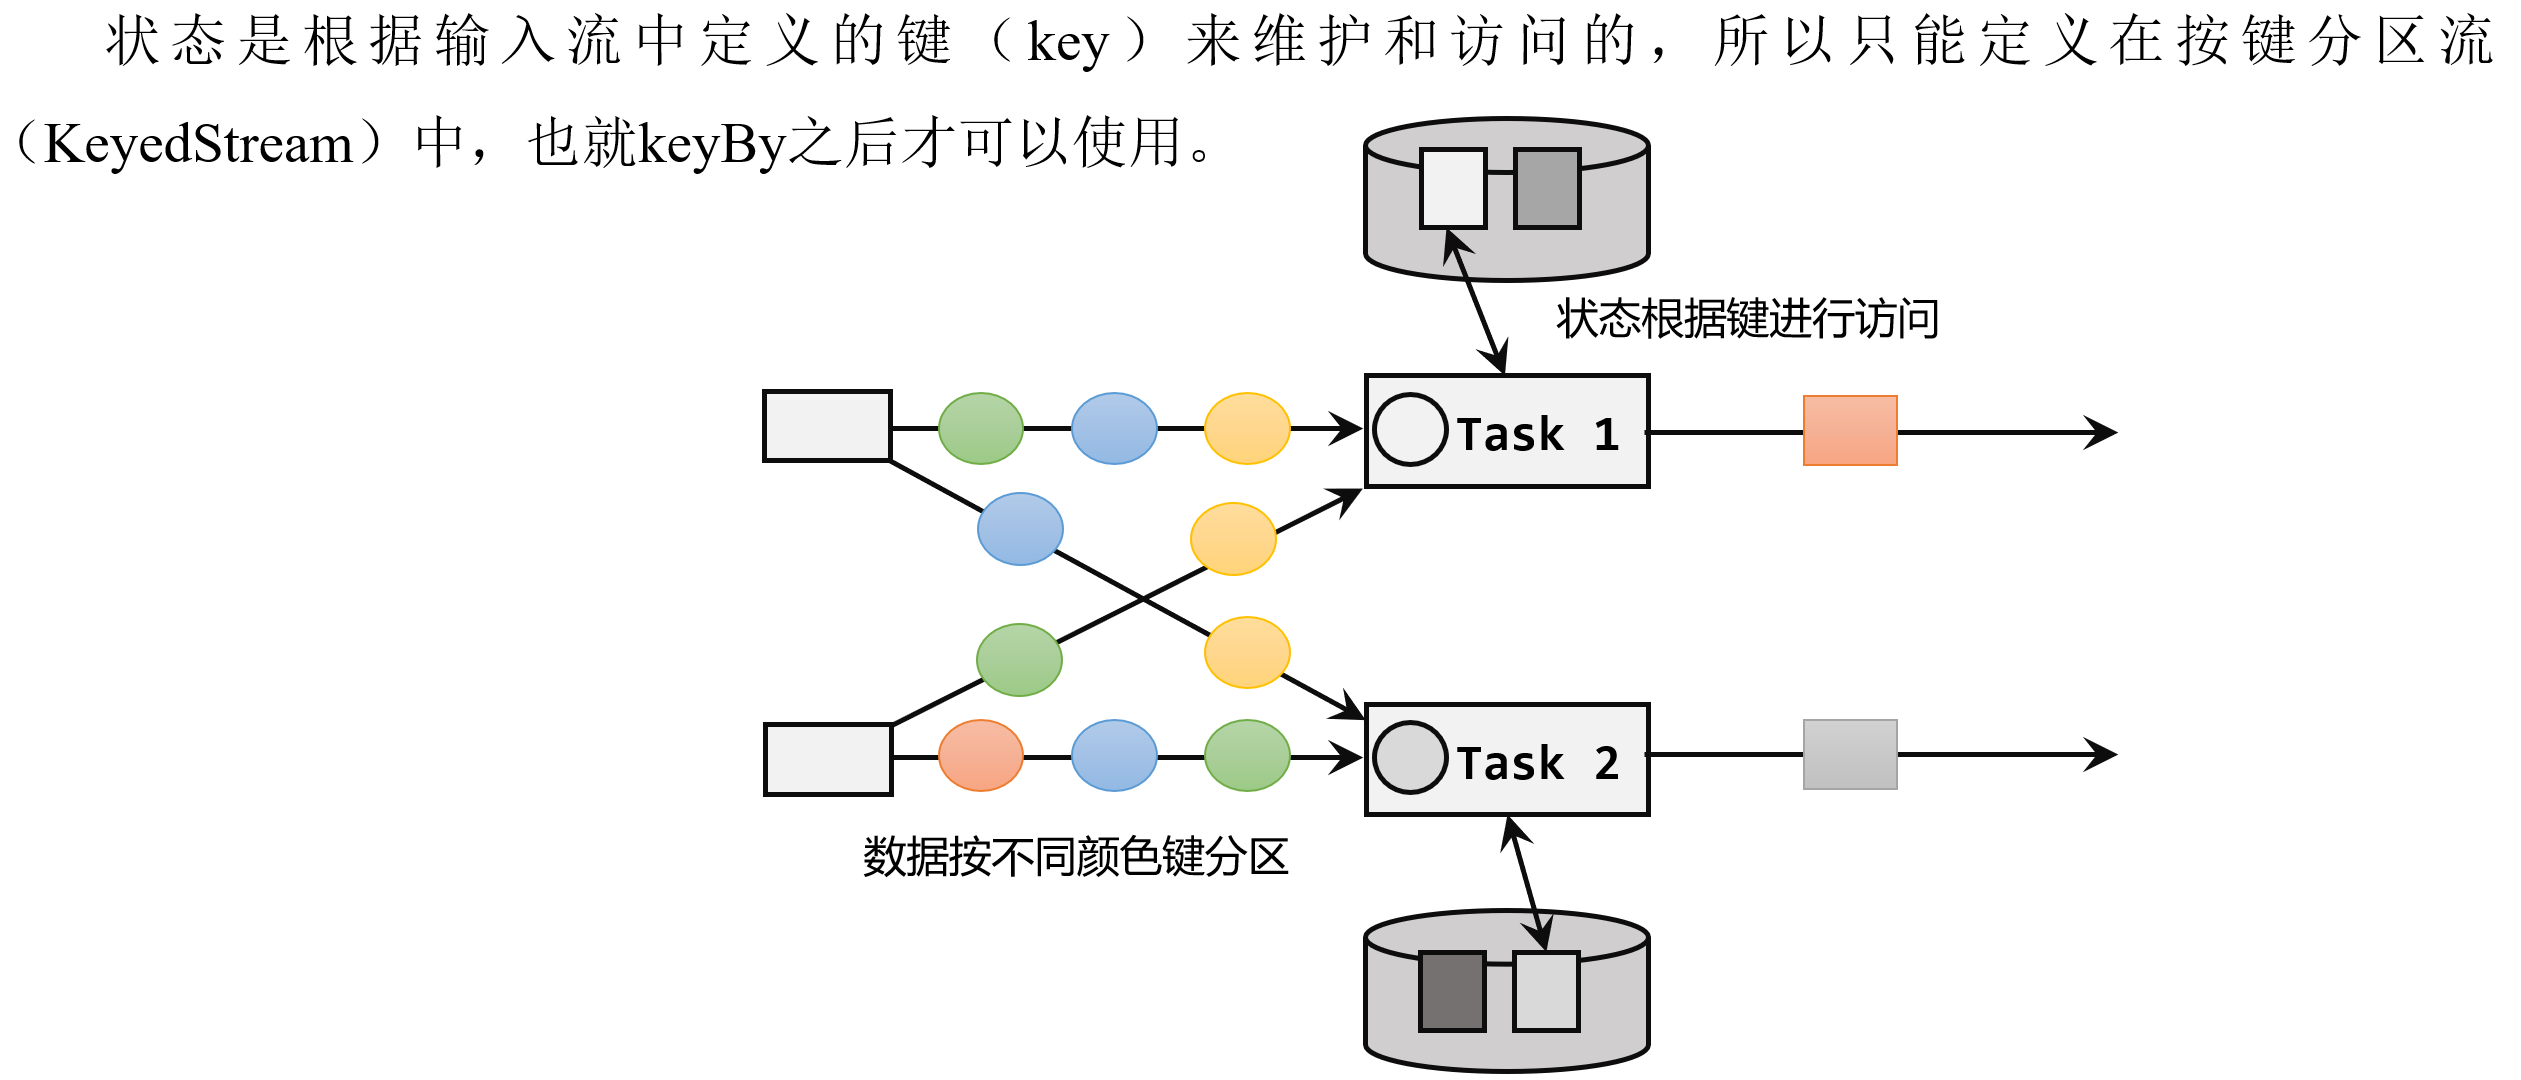 状态是根据输入流中定义的键（key）来维护和访问的，所以只能定义在按键分区流
（KeyedStream）中，也就keyBy之后才可以使用。
状态根据键进行访问
Task 1
Task 2
数据按不同颜色键分区